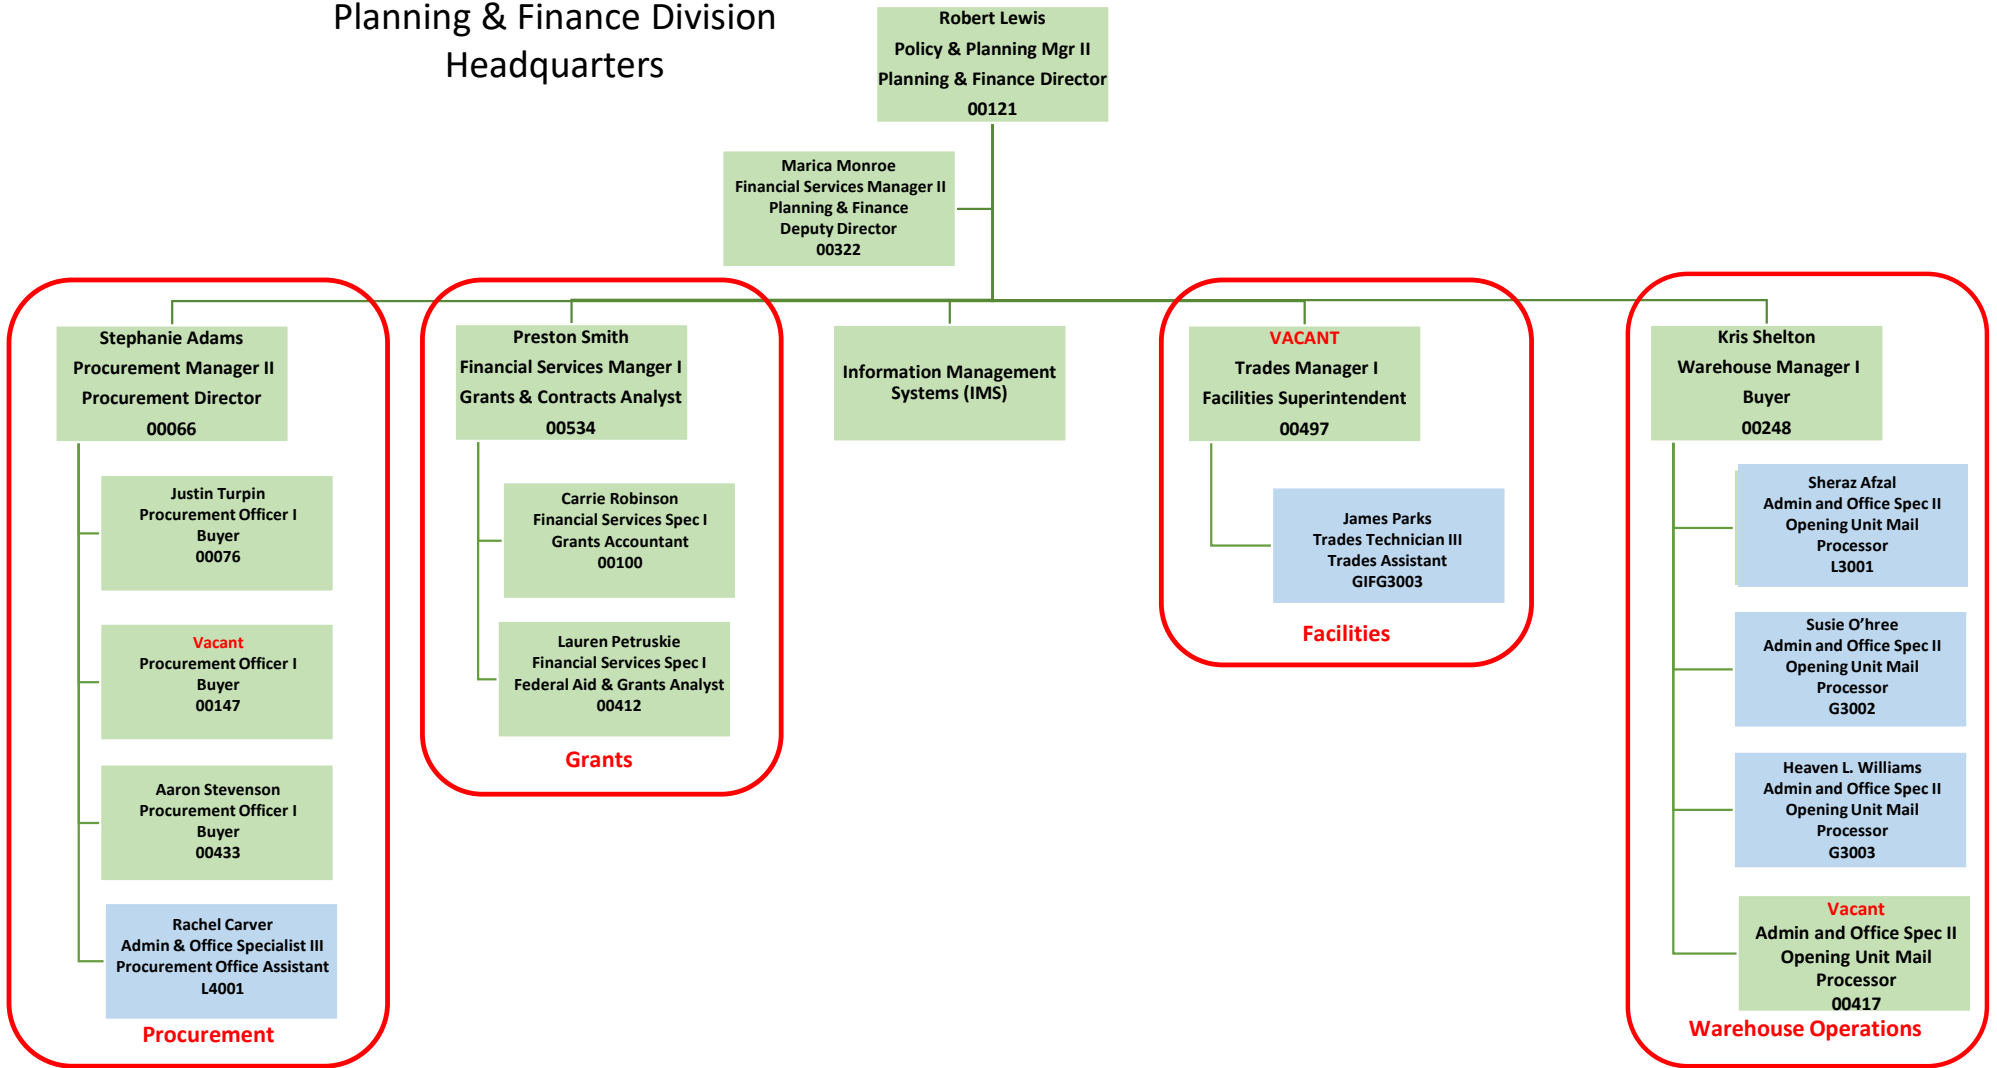 Planning & Finance Division
Headquarters
Robert Lewis
Policy & Planning Mgr II
Planning & Finance Director
00121
Marica Monroe
Financial Services Manager II
Planning & Finance
Deputy Director
00322
Stephanie Adams
Procurement Manager II
Procurement Director
00066
Justin Turpin
Procurement Officer I
Buyer
00076
Vacant
Procurement Officer I
Buyer
00147
Aaron Stevenson
Procurement Officer I
Buyer
00433
Rachel Carver
Admin & Office Specialist III
Procurement Office Assistant
L4001
Procurement
Preston Smith
Financial Services Manger I
Grants & Contracts Analyst
00534
Carrie Robinson
Financial Services Spec I
Grants Accountant
00100
Lauren Petruskie
Financial Services Spec I
Federal Aid & Grants Analyst
00412
Grants
Information Management
Systems (IMS)
VACANT
Trades Manager I
Facilities Superintendent
00497
James Parks
Trades Technician III
Trades Assistant
GIFG3003
Facilities
Kris Shelton
Warehouse Manager I
Buyer
00248
Sheraz Afzal
Admin and Office Spec II
Opening Unit Mail
Processor
L3001
Susie O’hree
Admin and Office Spec II
Opening Unit Mail
Processor
G3002
Heaven L. Williams
Admin and Office Spec II
Opening Unit Mail
Processor
G3003
Vacant
Admin and Office Spec II
Opening Unit Mail
Processor
00417
Warehouse Operations